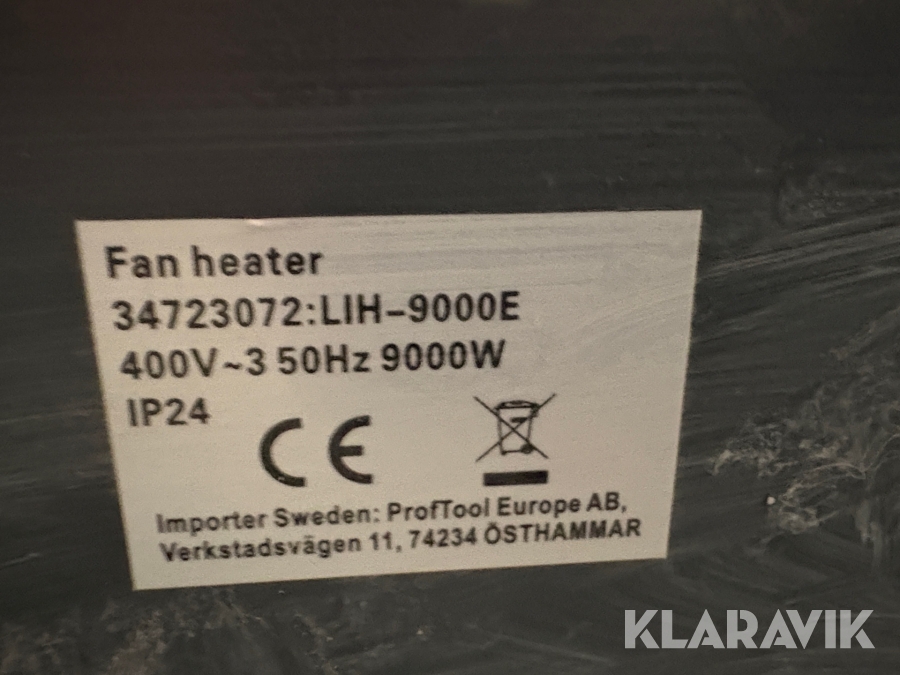 Fan heater
34723072:LIH-9000E
400V~3 50Hz 9000W
IP24
CE
Importer Sweden: ProfTool Europe AB,
Verkstadsvägen 11, 74234 ÖSTHAMMAR
KLARAVIK